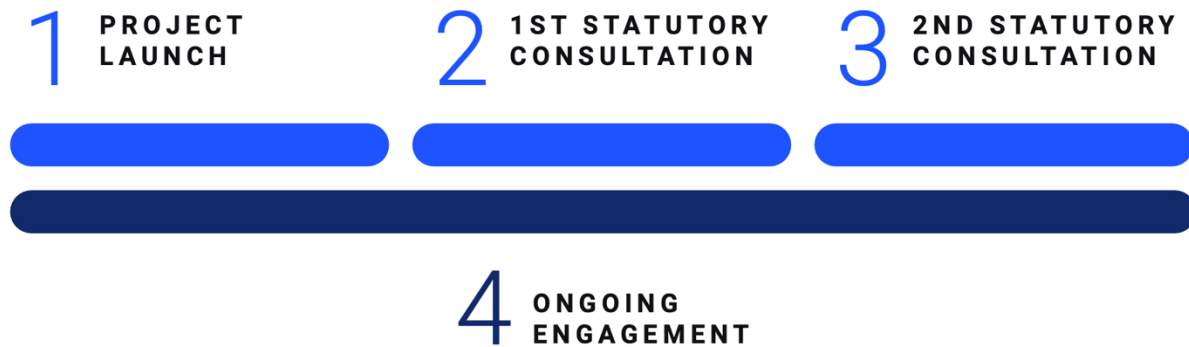 1 PROJECT
LAUNCH
2 1ST STATUTORY
CONSULTATION
3 2ND STATUTORY
CONSULTATION
4 ONGOING
ENGAGEMENT